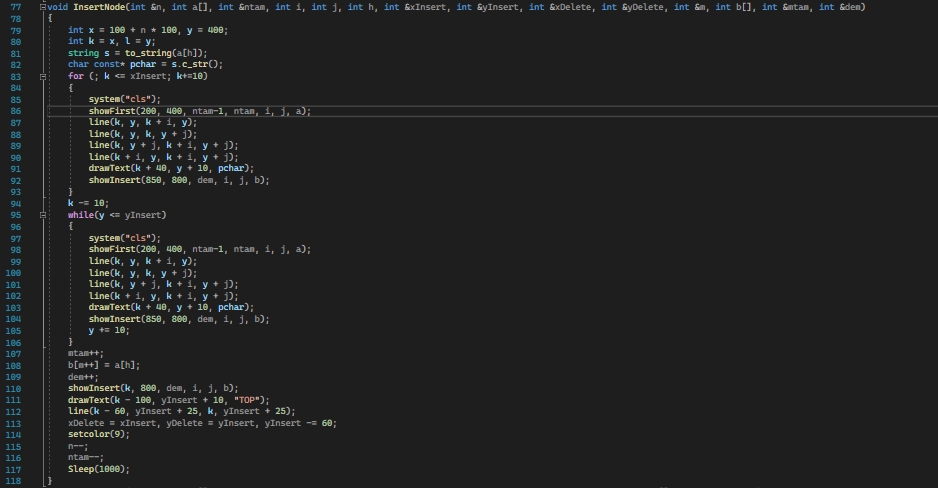 77 void InsertNode(int &n, int a[], int &ntam, int i, int j, int h, int &xInsert, int &yInsert, int &xDelete, int &yDelete, int &m, int b[], int &mtam, int &dem)
78 {
79 int x = 100 + n * 100, y = 400;
80 int k = x, l = y;
81 string s = to_string(a[h]);
82 char const* pchar = s.c_str();
83 for (; k <= xInsert; k+=10)
84 {
85 system("cls");
86 showFirst(200, 400, ntam-1, ntam, i, j, a);
87 line(k, y, k + i, y);
88 line(k, y, k, y + j);
89 line(k, y + j, k + i, y + j);
90 line(k + i, y, k + i, y + j);
91 drawText(k + 40, y + 10, pchar);
92 showInsert(850, 800, dem, i, j, b);
93 }
94 k -= 10;
95 while(y <= yInsert)
96 {
97 system("cls");
98 showFirst(200, 400, ntam-1, ntam, i, j, a);
99 line(k, y, k + i, y);
100 line(k, y, k, y + j);
101 line(k, y + j, k + i, y + j);
102 line(k + i, y, k + i, y + j);
103 drawText(k + 40, y + 10, pchar);
104 showInsert(850, 800, dem, i, j, b);
105 y += 10;
106 }
107 mtam++;
108 b[m++] = a[h];
109 dem++;
110 showInsert(k, 800, dem, i, j, b);
111 drawText(k - 100, yInsert + 10, "TOP");
112 line(k - 60, yInsert + 25, k, yInsert + 25);
113 xDelete = xInsert, yDelete = yInsert, yInsert -= 60;
114 setcolor(9);
115 n--;
116 ntam--;
117 Sleep(1000);
118 }